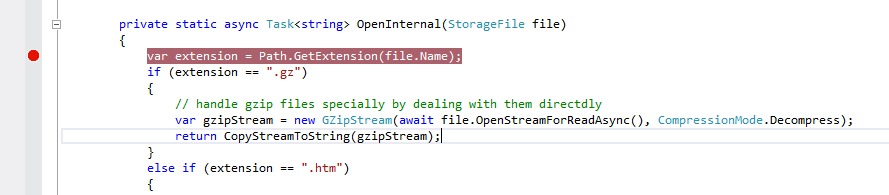 private static async Task<string> OpenInternal(StorageFile file)
{
var extension = Path.GetExtension(file.Name);
if (extension == ".gz")
{
// handle gzip files specially by dealing with them directdly
var gzipStream = new GZipStream(await file.OpenStreamForReadAsync(), CompressionMode.Decompress);
return CopyStreamToString(gzipStream);
}
else if (extension == ".htm")
{